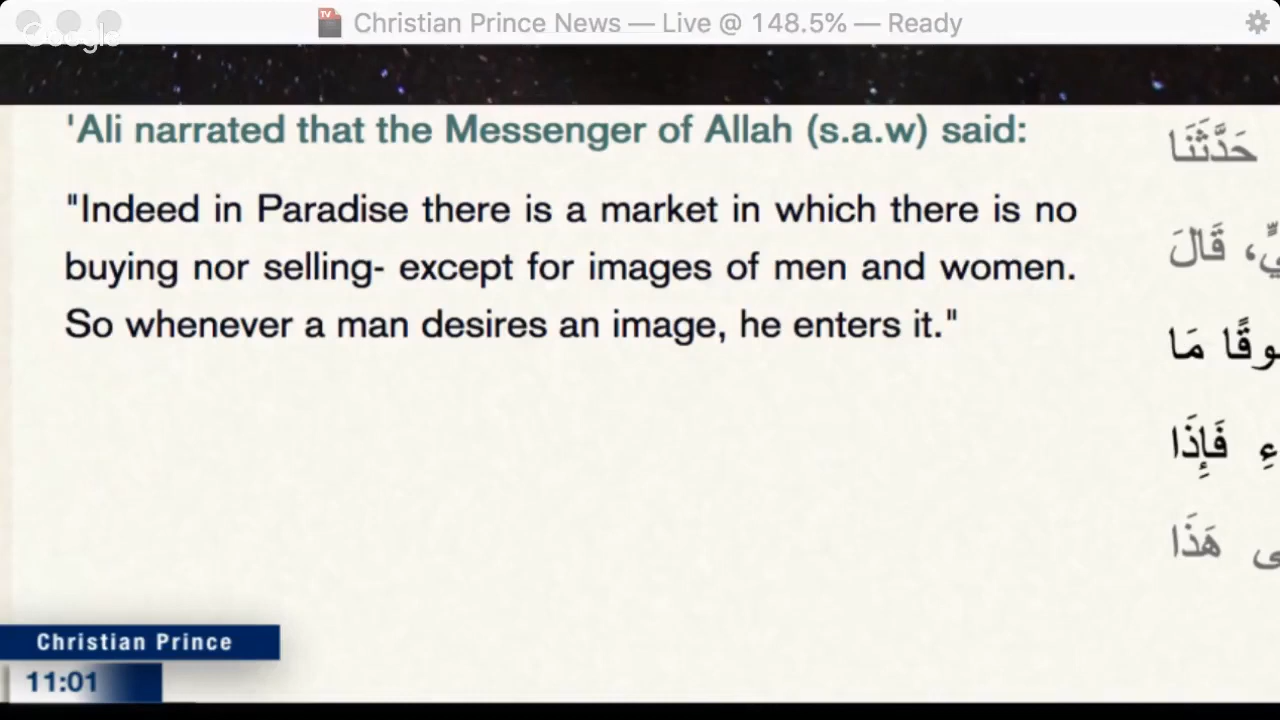 Christian Prince News — Live @ 148.5% — Ready
Google
'Ali narrated that the Messenger of Allah (s.a.w) said:
حَدَّثَنَا
"Indeed in Paradise there is a market in which there is no
قَالَ
buying nor selling- except for images of men and women.
So whenever a man desires an image, he enters it."
مَا
فَإِذَا
هَذَا
Christian Prince
11:01